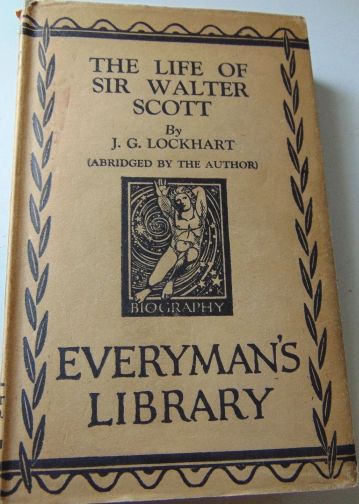 THE LIFE OF
SIR WALTER
SCOTT
By
J. G. LOCKHART
(ABRIDGED BY THE AUTHOR)
BIOGRAPHY
EVERYMAN'S
LIBRARY